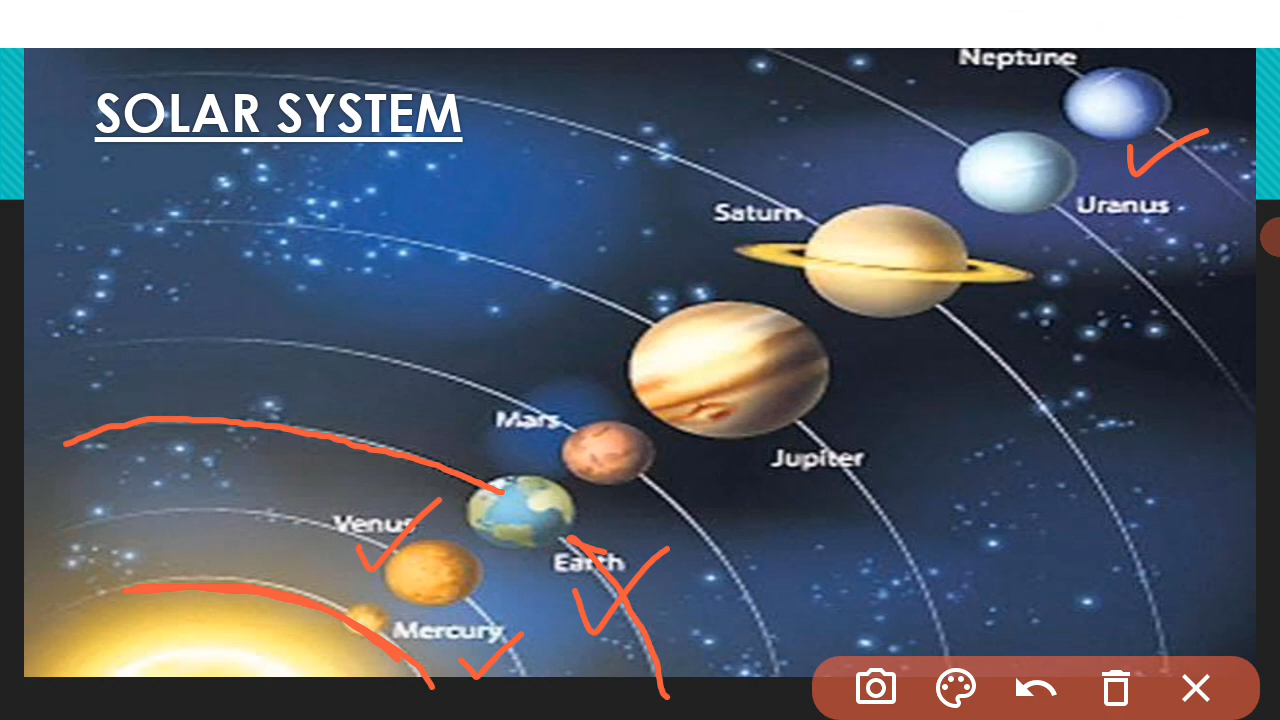 SOLAR SYSTEM
Neptune
Uranus
Saturn
Jupiter
Mars
Earth
Venus
Mercury